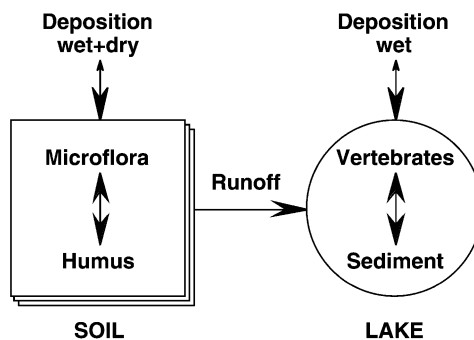 Deposition
wet+dry
Deposition
wet
Microflora
Runoff
Vertebrates
Humus
Sediment
SOIL
LAKE